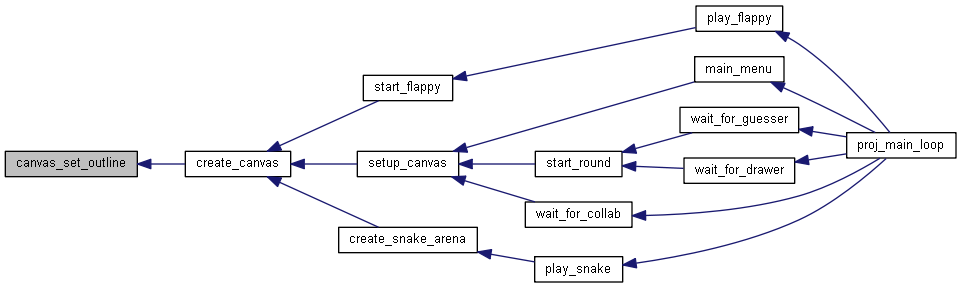 play_flappy
main_menu
start_flappy
wait_for_guesser
proj_main_loop
canvas_set_outline
create_canvas
setup_canvas
start_round
wait_for_drawer
wait_for_collab
create_snake_arena
play_snake